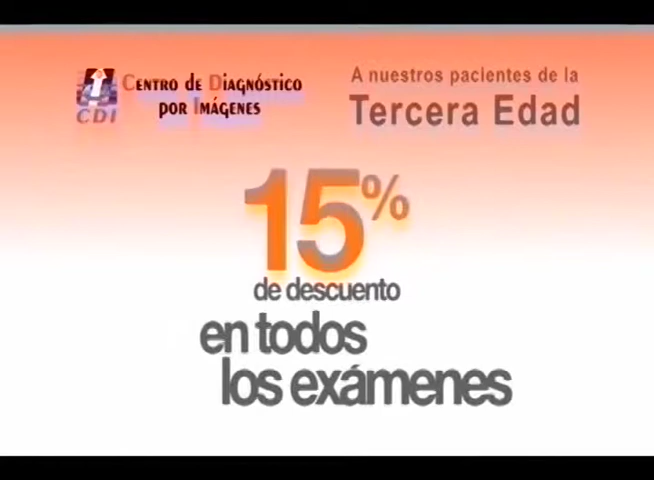 CENTRO DE DIAGNÓSTICO
POR IMÁGENES
CDI
A nuestros pacientes de la
Tercera Edad
15%
de descuento
en todos
los exámenes